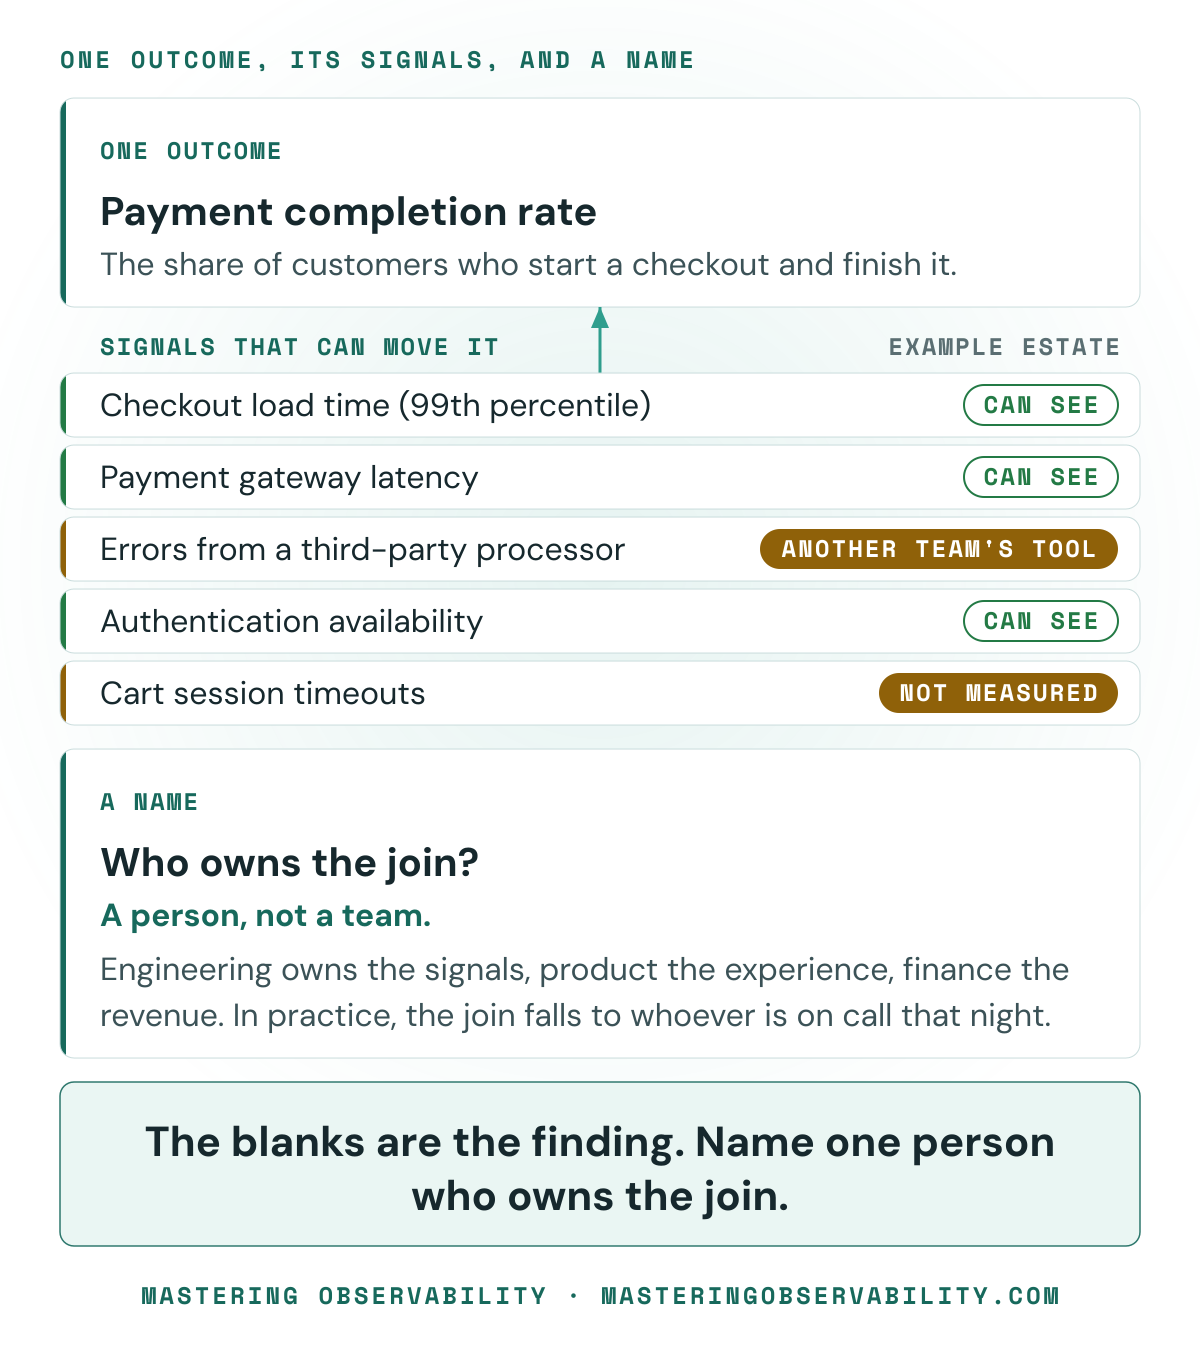 ONE OUTCOME, ITS SIGNALS, AND A NAME
ONE OUTCOME
Payment completion rate
The share of customers who start a checkout and finish it.
SIGNALS THAT CAN MOVE IT
EXAMPLE ESTATE
Checkout load time (99th percentile)
CAN SEE
Payment gateway latency
CAN SEE
Errors from a third-party processor
ANOTHER TEAM'S TOOL
Authentication availability
CAN SEE
Cart session timeouts
NOT MEASURED
A NAME
Who owns the join?
A person, not a team.
Engineering owns the signals, product the experience, finance the
revenue. In practice, the join falls to whoever is on call that night.
The blanks are the finding. Name one person
who owns the join.
MASTERING OBSERVABILITY · MASTERINGOBSERVABILITY.COM